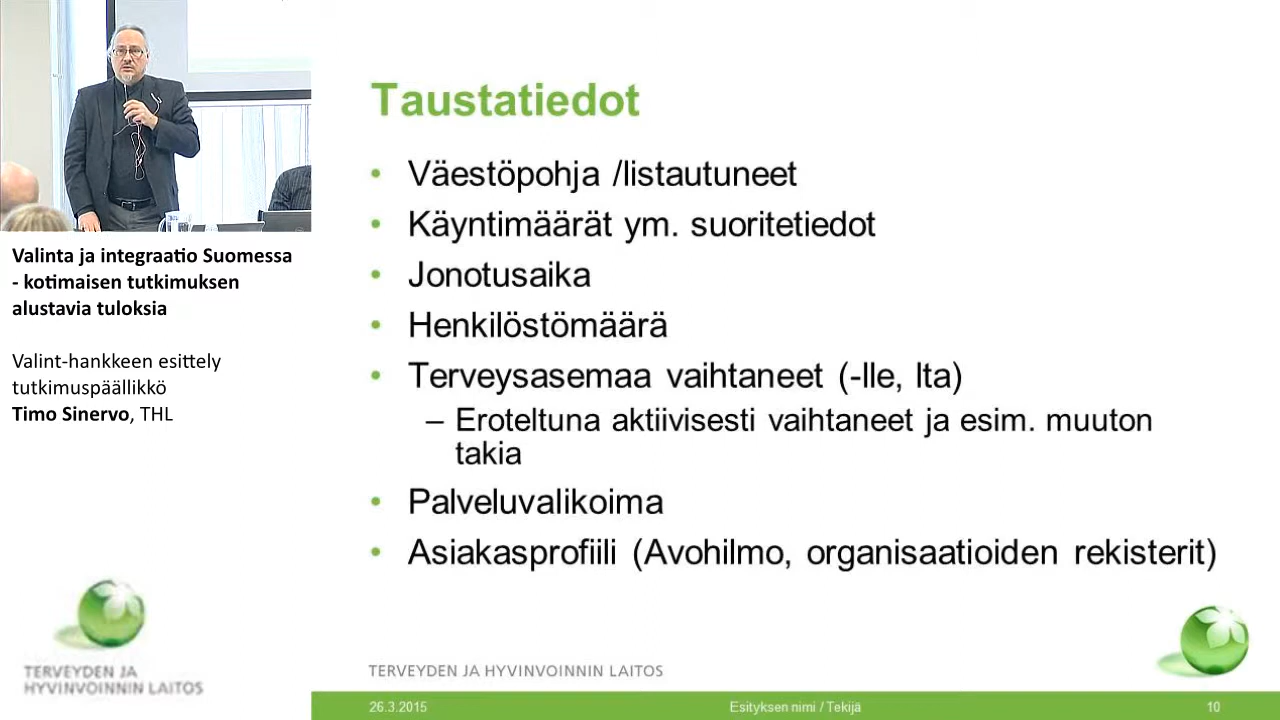 Valinta ja integraatio Suomessa
- kotimaisen tutkimuksen
alustavia tuloksia
Valint-hankkeen esittely
tutkimuspäällikkö
Timo Sinervo, THL
TERVEYDEN JA
HYVINVOINNIN LAITOS
Taustatiedot
• Väestöpohja /listautuneet
• Käyntimäärät ym. suoritetiedot
• Jonotusaika
• Henkilöstömäärä
• Terveysasemaa vaihtaneet (-lle, lta)
– Eroteltuna aktiivisesti vaihtaneet ja esim. muuton
takia
• Palveluvalikoima
• Asiakasprofiili (Avohilmo, organisaatioiden rekisterit)
TERVEYDEN JA HYVINVOINNIN LAITOS
26.3.2015 Esityksen nimi / Tekijä 10